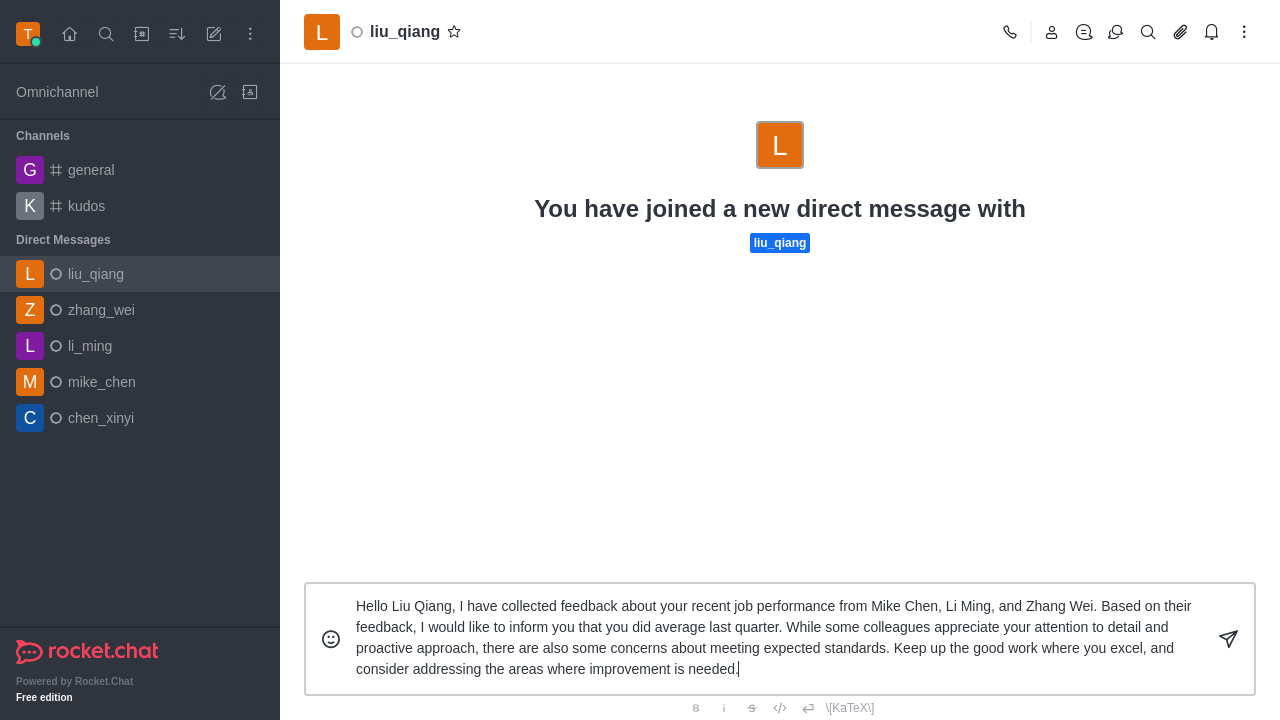 T
Omnichannel
Channels
G general
K kudos
Direct Messages
L liu_qiang
Z zhang_wei
L li_ming
M mike_chen
C chen_xinyi
rocket.chat
Powered by Rocket.Chat
Free edition
L liu_qiang
L
You have joined a new direct message with
liu_qiang
Hello Liu Qiang, I have collected feedback about your recent job performance from Mike Chen, Li Ming, and Zhang Wei. Based on their
feedback, I would like to inform you that you did average last quarter. While some colleagues appreciate your attention to detail and
proactive approach, there are also some concerns about meeting expected standards. Keep up the good work where you excel, and
consider addressing the areas where improvement is needed.
B i S \[KaTeX\]